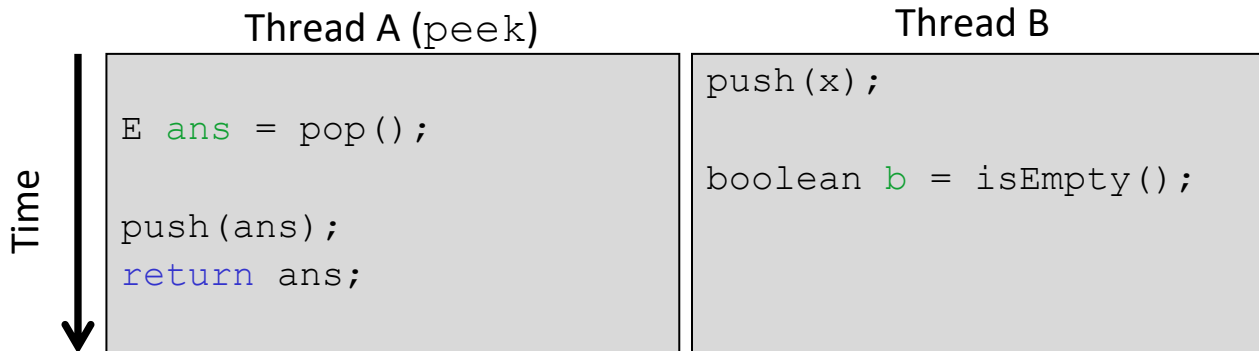 Thread A (peek)
Thread B
Time
E ans = pop();
push(ans);
return ans;
push(x);
boolean b = isEmpty();